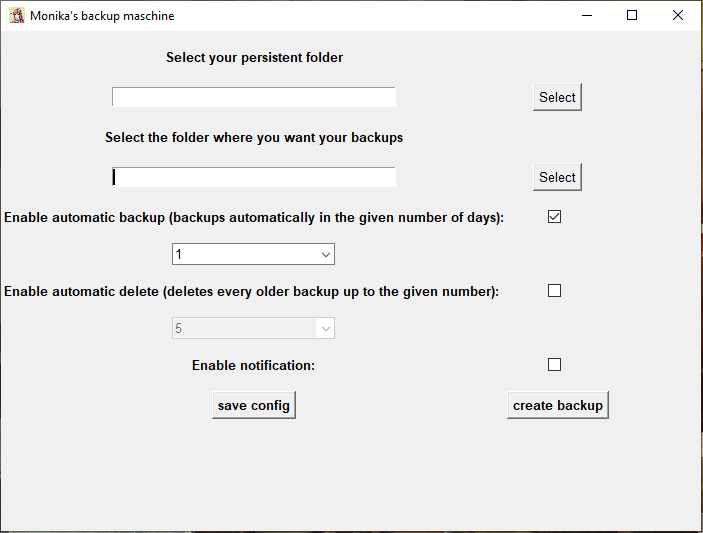 Monika's backup maschine
Select your persistent folder
Select
Select the folder where you want your backups
Select
Enable automatic backup (backups automatically in the given number of days):
1
Enable automatic delete (deletes every older backup up to the given number):
5
Enable notification:
save config
create backup